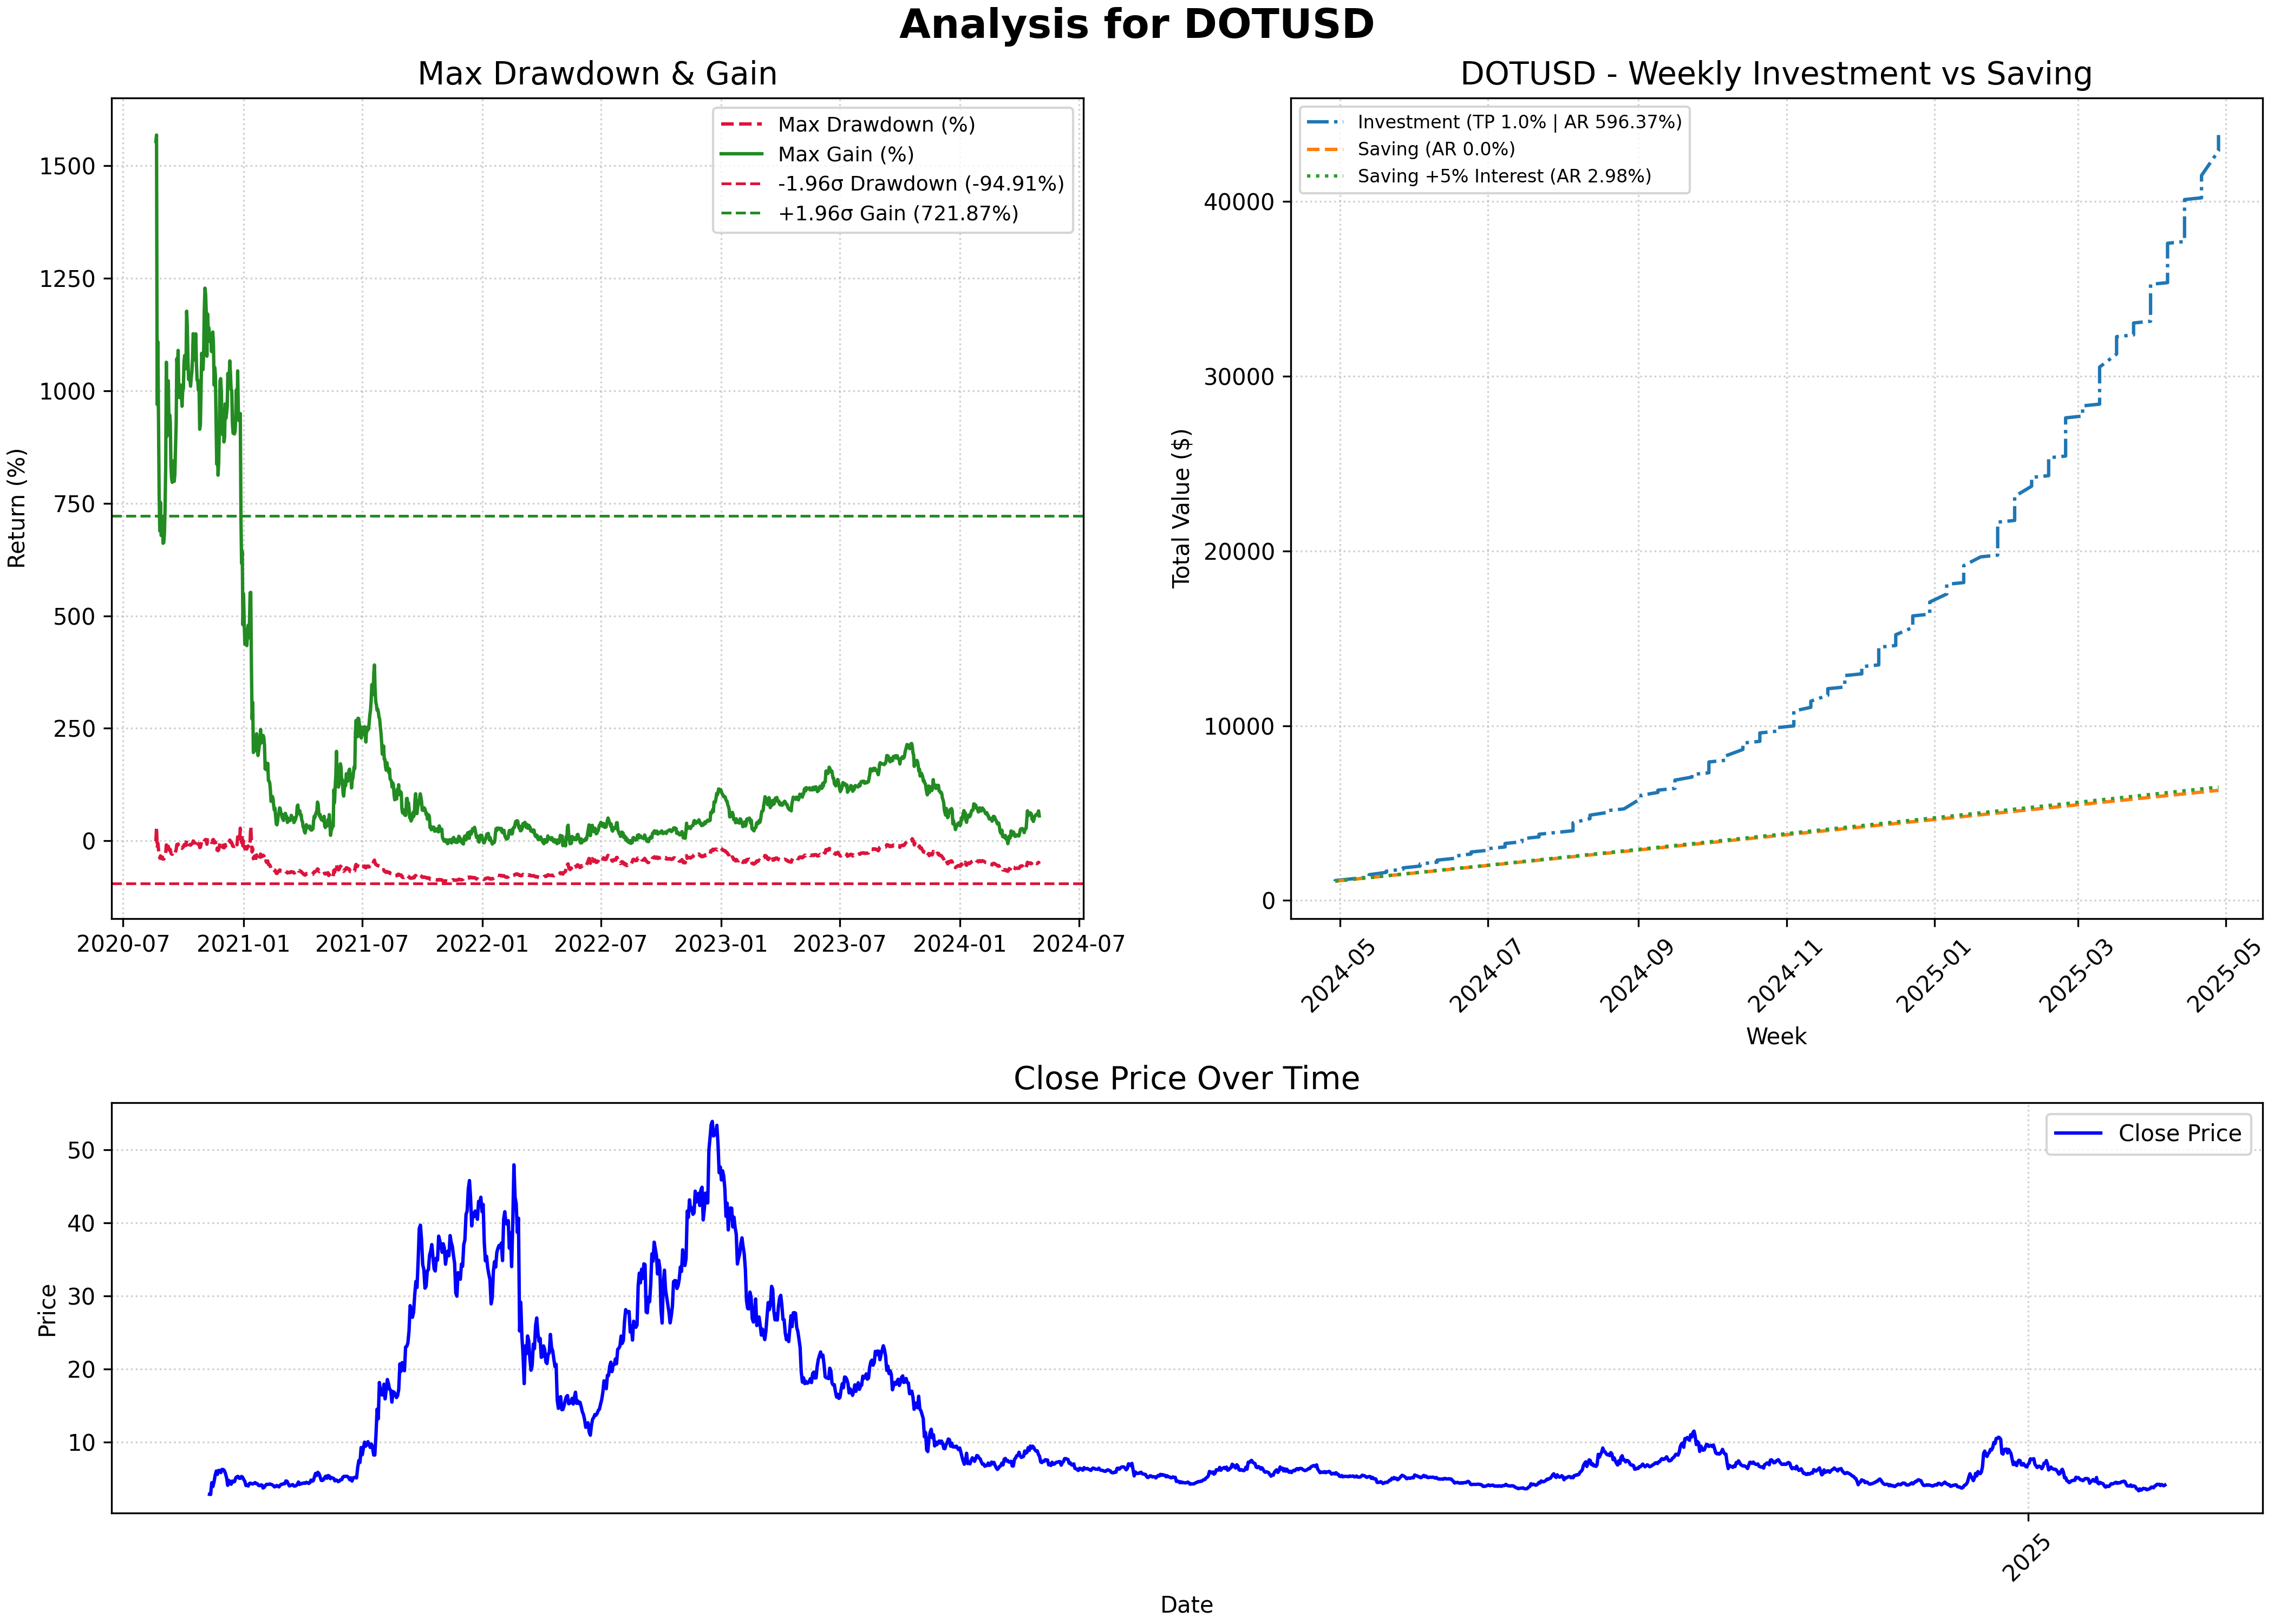 Analysis for DOTUSD
Max Drawdown & Gain
Return (%)
1500
1250
1000
750
500
250
0
Max Drawdown (%)
Max Gain (%)
-1.96σ Drawdown (-94.91%)
+1.96σ Gain (721.87%)
2020-07 2021-01 2021-07 2022-01 2022-07 2023-01 2023-07 2024-01 2024-07
DOTUSD - Weekly Investment vs Saving
Total Value ($)
40000
30000
20000
10000
0
Investment (TP 1.0% | AR 596.37%)
Saving (AR 0.0%)
Saving +5% Interest (AR 2.98%)
2024-05 2024-07 2024-09 2024-11 2025-01 2025-03 2025-05
Week
Close Price Over Time
Price
50
40
30
20
10
Close Price
2025
Date